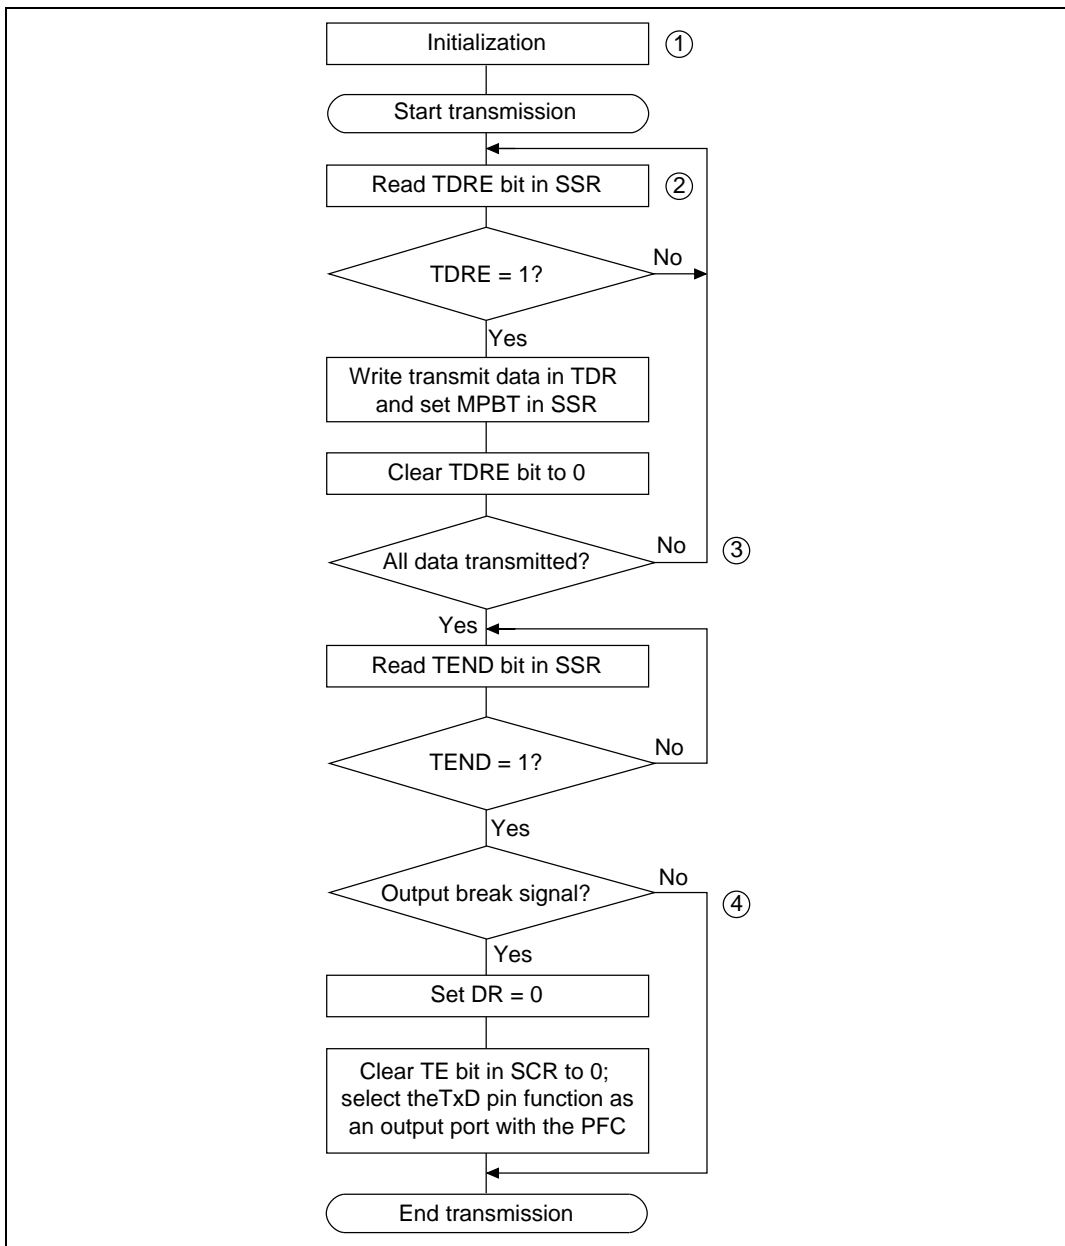 Initialization
①
Start transmission
Read TDRE bit in SSR
②
TDRE = 1?
No
Yes
Write transmit data in TDR
and set MPBT in SSR
Clear TDRE bit to 0
All data transmitted?
No
③
Yes
Read TEND bit in SSR
TEND = 1?
No
Yes
Output break signal?
No
④
Yes
Set DR = 0
Clear TE bit in SCR to 0;
select theTxD pin function as
an output port with the PFC
End transmission